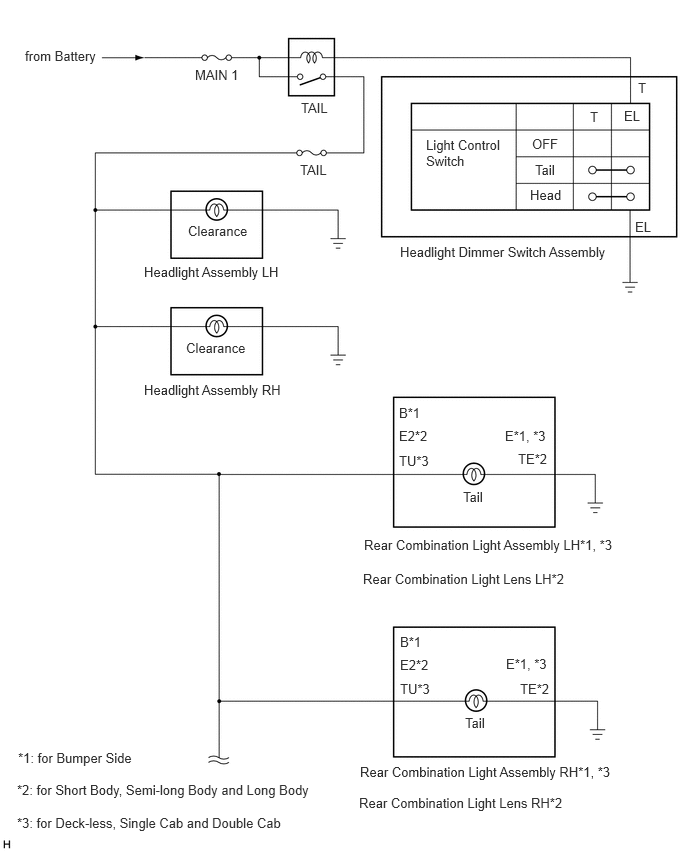 from Battery
MAIN 1
TAIL
T
T EL
Light Control
Switch
OFF
Tail
Head
EL
Headlight Dimmer Switch Assembly
TAIL
Clearance
Headlight Assembly LH
Clearance
Headlight Assembly RH
B*1
E2*2 E*1, *3
TU*3 TE*2
Tail
Rear Combination Light Assembly LH*1, *3
Rear Combination Light Lens LH*2
B*1
E2*2 E*1, *3
TU*3 TE*2
Tail
Rear Combination Light Assembly RH*1, *3
Rear Combination Light Lens RH*2
*1: for Bumper Side
*2: for Short Body, Semi-long Body and Long Body
*3: for Deck-less, Single Cab and Double Cab
H